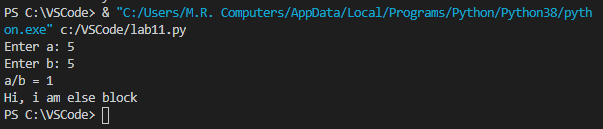 PS C:\VSCode> & "C:/Users/M.R. Computers/AppData/Local/Programs/Python/Python38/pyth
on.exe" c:/VSCode/lab11.py
Enter a: 5
Enter b: 5
a/b = 1
Hi, i am else block
PS C:\VSCode>